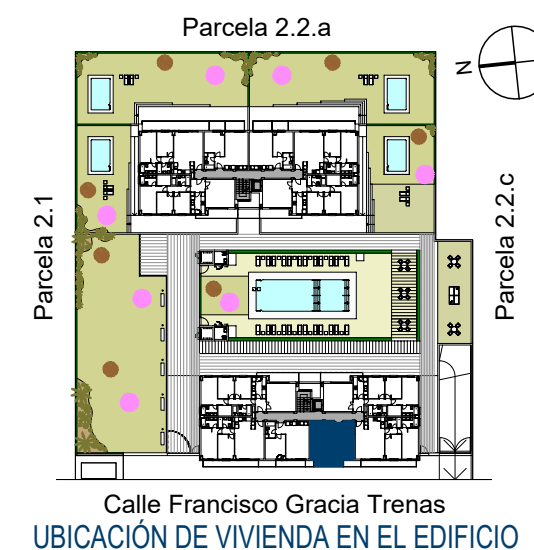 Parcela 2.2.a
N
Parcela 2.1
Parcela 2.2.c
Calle Francisco Gracia Trenas
UBICACIÓN DE VIVIENDA EN EL EDIFICIO